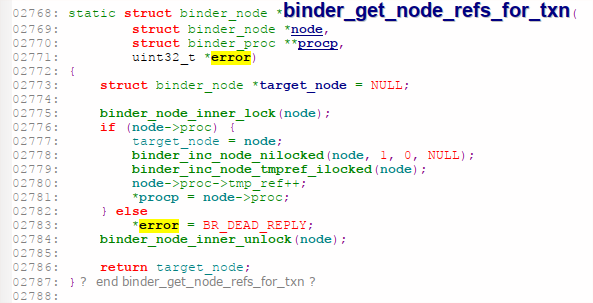 02768: static struct binder_node *binder_get_node_refs_for_txn(
02769:         struct binder_node *node,
02770:         struct binder_proc **procp,
02771:         uint32_t *error)
02772: {
02773:     struct binder_node *target_node = NULL;
02774:
02775:     binder_node_inner_lock(node);
02776:     if (node->proc) {
02777:         target_node = node;
02778:         binder_inc_node_nilocked(node, 1, 0, NULL);
02779:         binder_inc_node_tmpref_ilocked(node);
02780:         node->proc->tmp_ref++;
02781:         *procp = node->proc;
02782:     } else
02783:         *error = BR_DEAD_REPLY;
02784:     binder_node_inner_unlock(node);
02785:
02786:     return target_node;
02787: } ? end binder_get_node_refs_for_txn ?
02788: